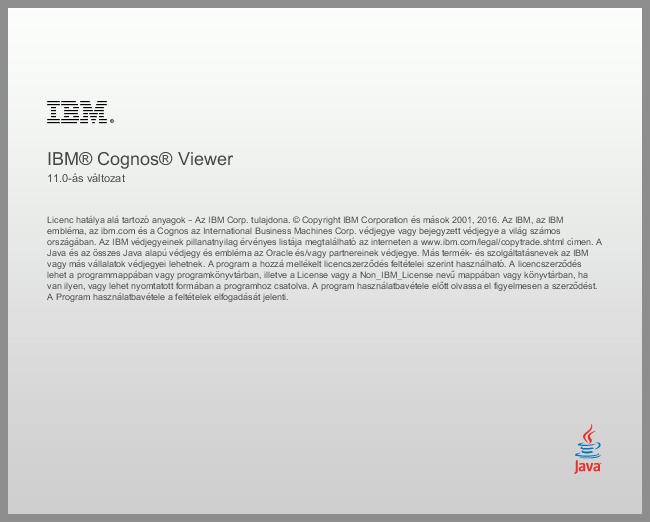 IBM®
IBM® Cognos® Viewer
11.0-ás változat
Licenc hatálya alá tartozó anyagok – Az IBM Corp. tulajdona. © Copyright IBM Corporation és mások 2001, 2016. Az IBM, az IBM
embléma, az ibm.com és a Cognos az International Business Machines Corp. védjegye vagy bejegyzett védjegye a világ számos
országában. Az IBM védjegyeinek pillanatnyilag érvényes listája megtalálható az interneten a www.ibm.com/legal/copytrade.shtml címen. A
Java és az összes Java alapú védjegy és embléma az Oracle és/vagy partnereinek védjegye. Más termék- és szolgáltatásnevek az IBM
vagy más vállalatok védjegyei lehetnek. A program a hozzá mellékelt licencszerződés feltételei szerint használható. A licencszerződés
lehet a programmappában vagy programkönyvtárban, illetve a License vagy a Non_IBM_License nevű mappában vagy könyvtárban, ha
van ilyen, vagy lehet nyomtatott formában a programhoz csatolva. A program használatbavétele előtt olvassa el figyelmesen a szerződést.
A Program használatbavétele a feltételek elfogadását jelenti.
Java